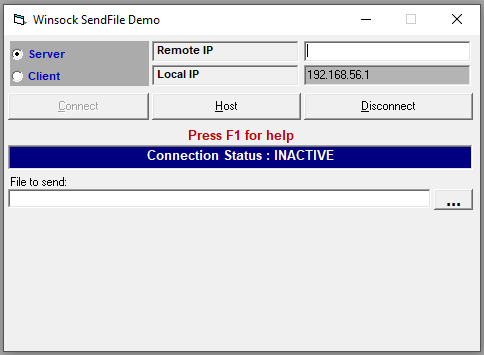 Winsock SendFile Demo
Server
Remote IP
Client
Local IP
192.168.56.1
Connect
Host
Disconnect
Press F1 for help
Connection Status : INACTIVE
File to send:
...